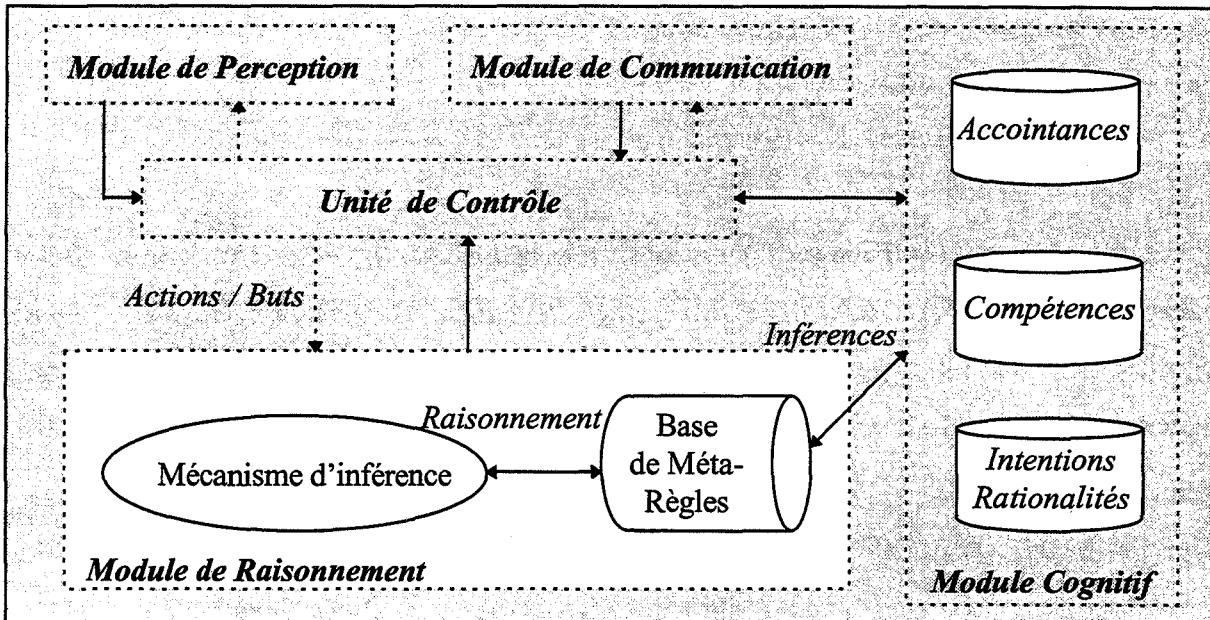 Module de Perception
Module de Communication
Accointances
Unité de Contrôle
Actions / Buts
Compétences
Inférences
Raisonnement
Mécanisme d'inférence
Base
de Méta-
Règles
Intentions
Rationalités
Module de Raisonnement
Module Cognitif